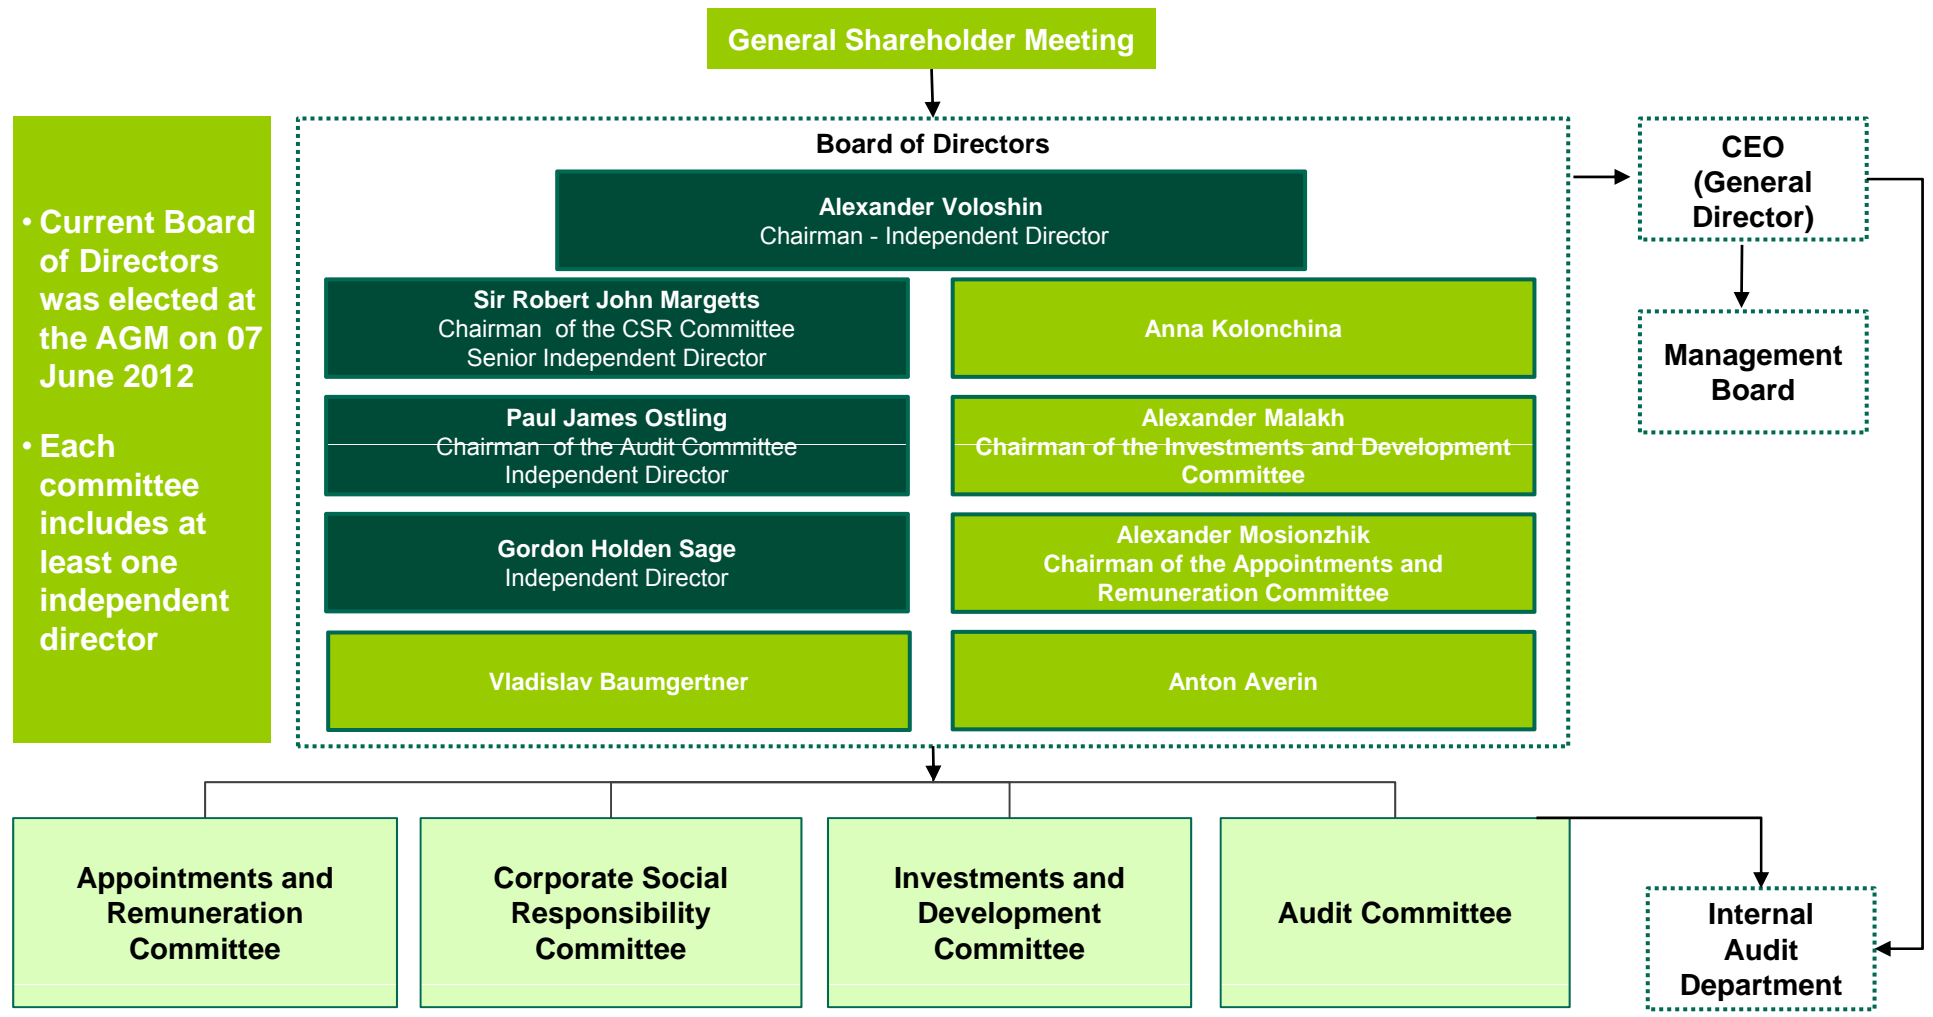 General Shareholder Meeting
• Current Board
of Directors
was elected at
the AGM on 07
June 2012
• Each
committee
includes at
least one
independent
director
Board of Directors
Alexander Voloshin
Chairman - Independent Director
Sir Robert John Margetts
Chairman of the CSR Committee
Senior Independent Director
Anna Kolonchina
Paul James Ostling
Chairman of the Audit Committee
Independent Director
Alexander Malakh
Chairman of the Investments and Development
Committee
Gordon Holden Sage
Independent Director
Alexander Mosionzhik
Chairman of the Appointments and
Remuneration Committee
Vladislav Baumgertner
Anton Averin
CEO
(General
Director)
Management
Board
Appointments and
Remuneration
Committee
Corporate Social
Responsibility
Committee
Investments and
Development
Committee
Audit Committee
Internal
Audit
Department